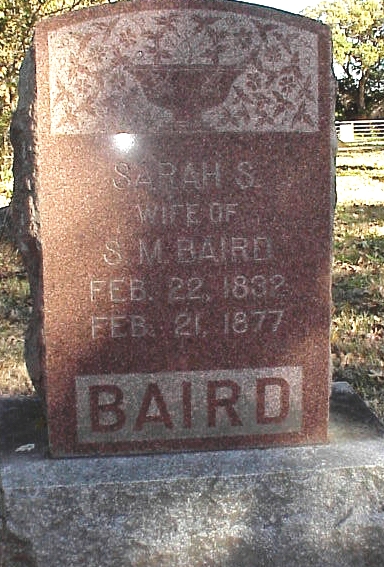 SARAH S.
WIFE OF
S. M. BAIRD
FEB. 22, 1832
FEB. 21, 1877
BAIRD